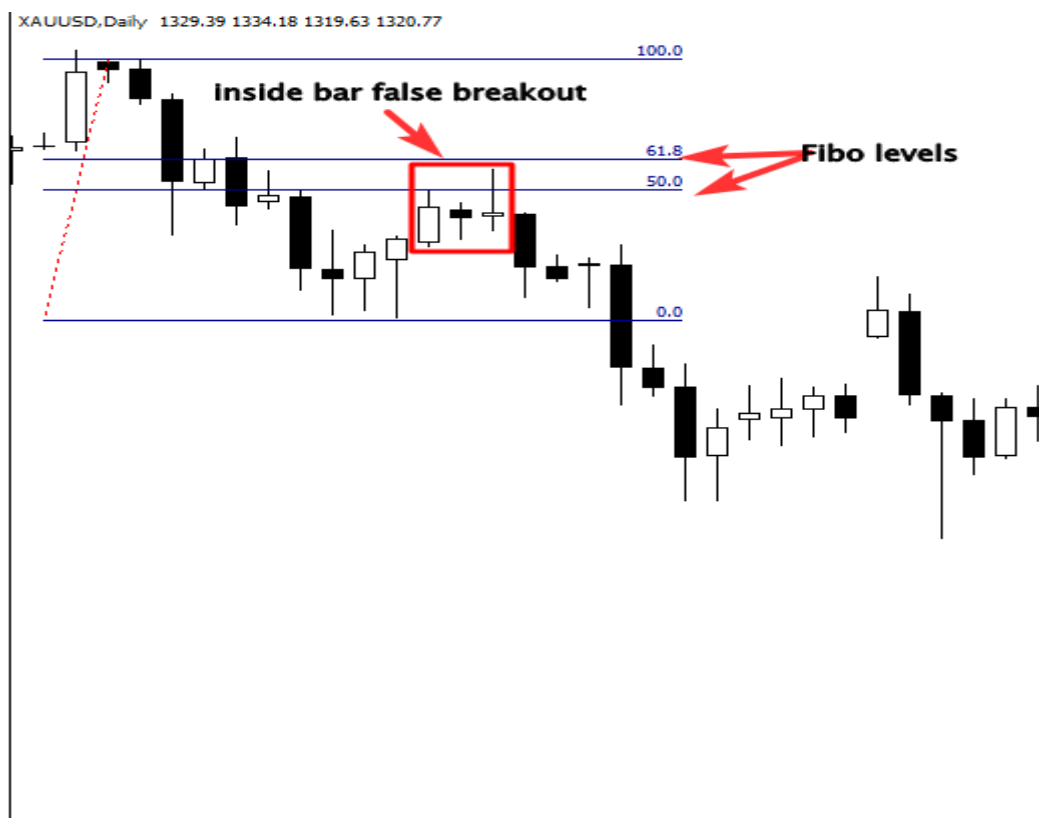 XAUUSD,Daily 1329.39 1334.18 1319.63 1320.77
100.0
inside bar false breakout
61.8
Fibo levels
50.0
0.0